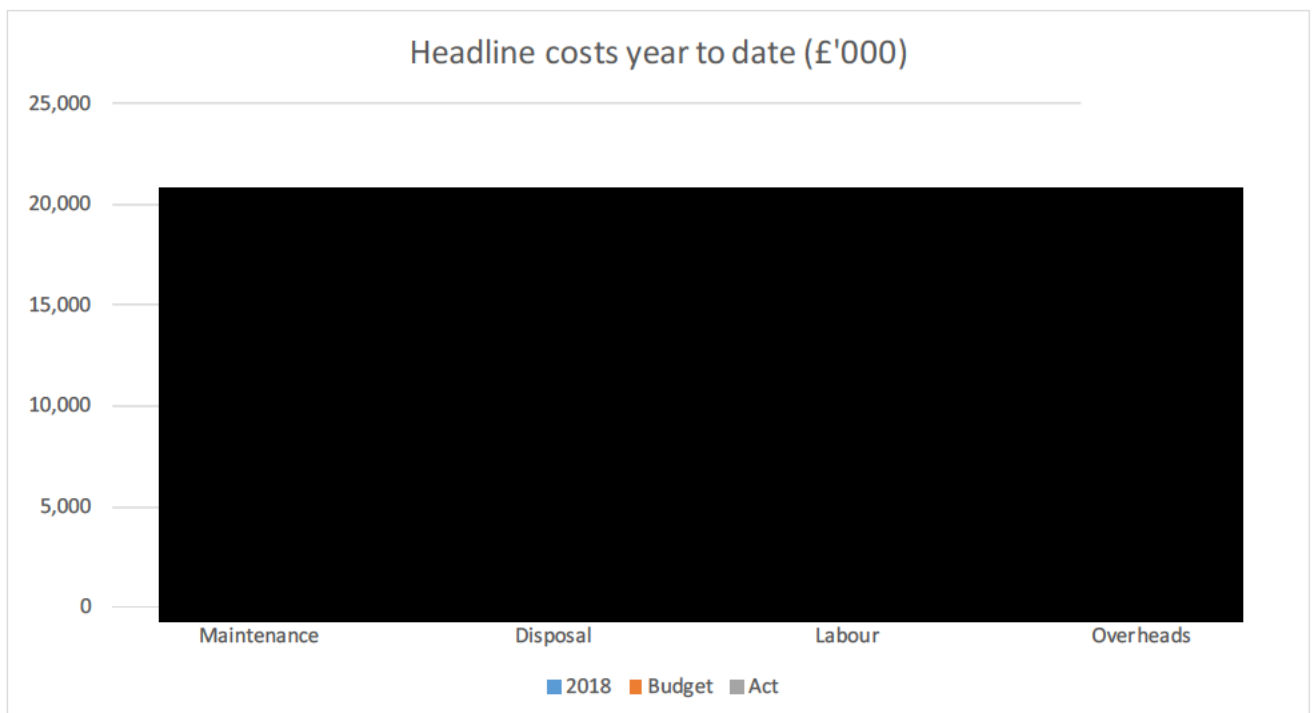 Headline costs year to date (£'000)
25,000
20,000
15,000
10,000
5,000
0
Maintenance Disposal Labour Overheads
2018 Budget Act